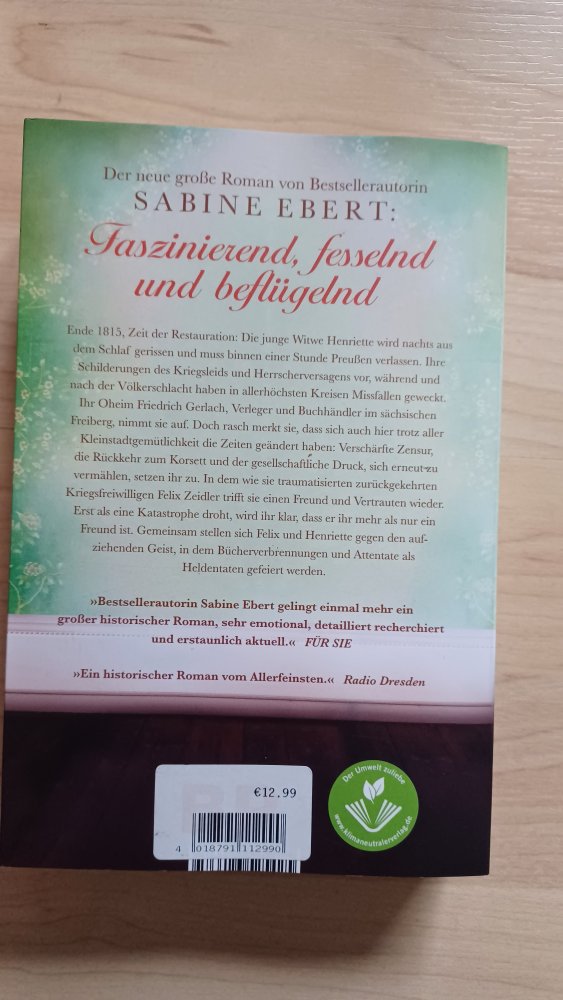 Der neue große Roman von Bestsellerautorin
SABINE EBERT:
Faszinierend, fesselnd
und beflügelnd
Ende 1815, Zeit der Restauration: Die junge Witwe Henriette wird nachts aus
dem Schlaf gerissen und muss binnen einer Stunde Preußen verlassen. Ihre
Schilderungen des Kriegsleids und Herrscherversagens vor, während und
nach der Völkerschlacht haben in allerhöchsten Kreisen Missfallen geweckt.
Ihr Oheim Friedrich Gerlach, Verleger und Buchhändler im sächsischen
Freiberg, nimmt sie auf. Doch rasch merkt sie, dass sich auch hier trotz aller
Kleinstadtgemütlichkeit die Zeiten geändert haben: Verschärfte Zensur,
die Rückkehr zum Korsett und der gesellschaftliche Druck, sich erneut zu
vermählen, setzen ihr zu. In dem wie sie traumatisierten zurückgekehrten
Kriegsfreiwilligen Felix Zeidler trifft sie einen Freund und Vertrauten wieder.
Erst als eine Katastrophe droht, wird ihr klar, dass er ihr mehr als nur ein
Freund ist. Gemeinsam stellen sich Felix und Henriette gegen den auf-
ziehenden Geist, in dem Bücherverbrennungen und Attentate als
Heldentaten gefeiert werden.
»Bestsellerautorin Sabine Ebert gelingt einmal mehr ein
großer historischer Roman, sehr emotional, detailliert recherchiert
und erstaunlich aktuell.« FÜR SIE
»Ein historischer Roman vom Allerfeinsten.« Radio Dresden
€12.99
4 018791 112990
Der Umwelt zuliebe
www.klimaneutralerverlag.de